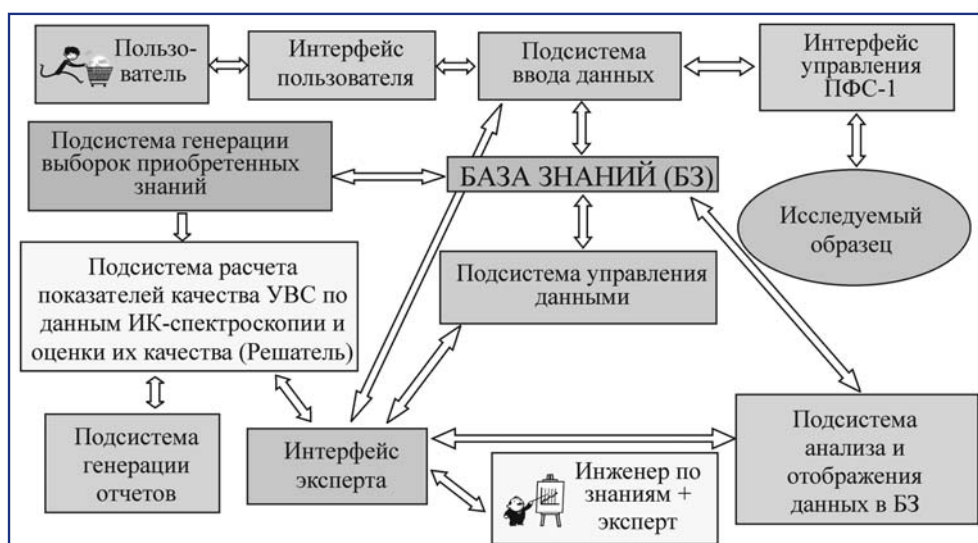 Пользо-
ватель
Интерфейс
пользователя
Подсистема
ввода данных
Интерфейс
управления
ПФС-1
Подсистема генерации
выборок приобретенных
знаний
БАЗА ЗНАНИЙ (БЗ)
Исследуемый
образец
Подсистема расчета
показателей качества УВС по
данным ИК-спектроскопии и
оценки их качества (Решатель)
Подсистема управления
данными
Подсистема
генерации
отчетов
Интерфейс
эксперта
Инженер по
знаниям +
эксперт
Подсистема
анализа и
отображения
данных в БЗ